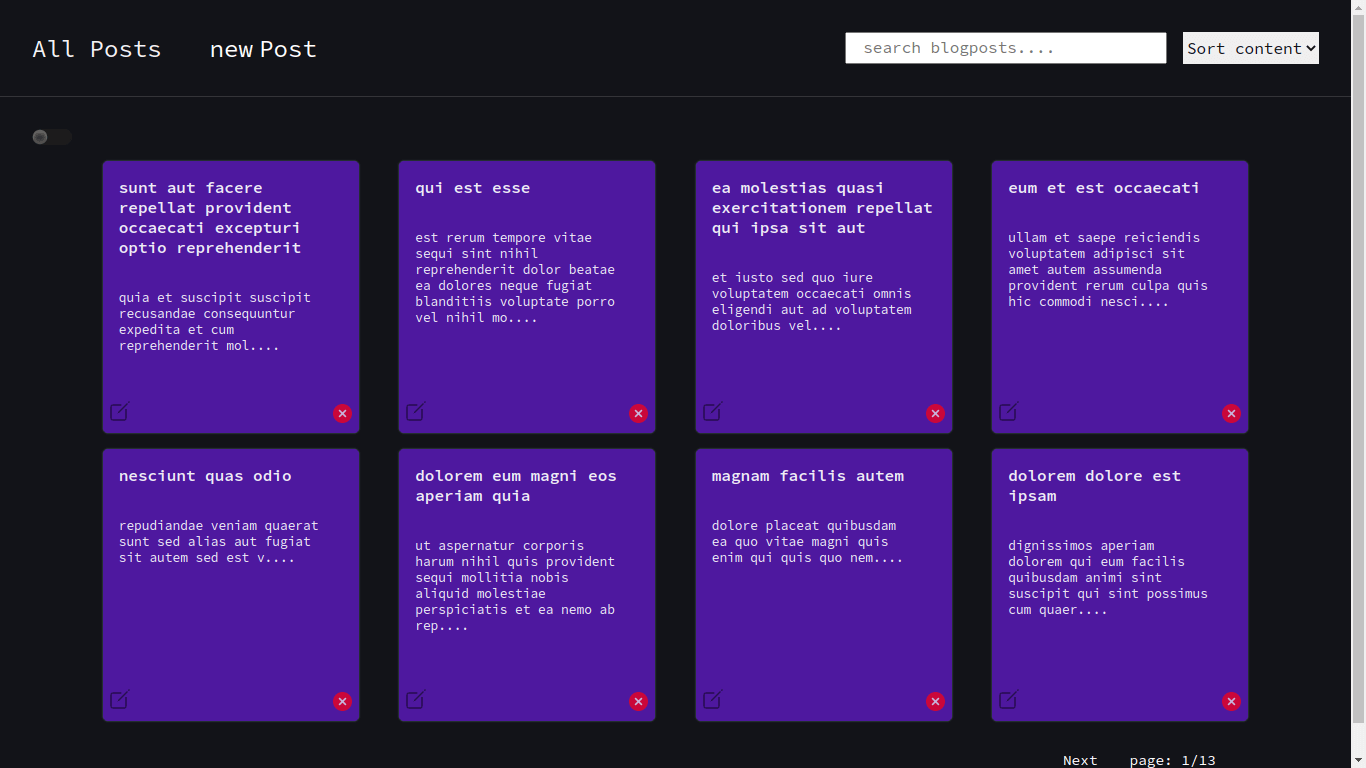 All Posts
new Post
search blogposts....
Sort content
sunt aut facere
repellat provident
occaecati excepturi
optio reprehenderit
quia et suscipit suscipit
recusandae consequuntur
expedita et cum
reprehenderit mol....
qui est esse
est rerum tempore vitae
sequi sint nihil
reprehenderit dolor beatae
ea dolores neque fugiat
blanditiis voluptate porro
vel nihil mo....
ea molestias quasi
exercitationem repellat
qui ipsa sit aut
et iusto sed quo iure
voluptatem occaecati omnis
eligendi aut ad voluptatem
doloribus vel....
eum et est occaecati
ullam et saepe reiciendis
voluptatem adipisci sit
amet autem assumenda
provident rerum culpa quis
hic commodi nesci....
nesciunt quas odio
repudiandae veniam quaerat
sunt sed alias aut fugiat
sit autem sed est v....
dolorem eum magni eos
aperiam quia
ut aspernatur corporis
harum nihil quis provident
sequi mollitia nobis
aliquid molestiae
perspiciatis et ea nemo ab
rep....
magnam facilis autem
dolore placeat quibusdam
ea quo vitae magni quis
enim qui quis quo nem....
dolorem dolore est
ipsam
dignissimos aperiam
dolorem qui eum facilis
quibusdam animi sint
suscipit qui sint possimus
cum quaer....
Next
page: 1/13